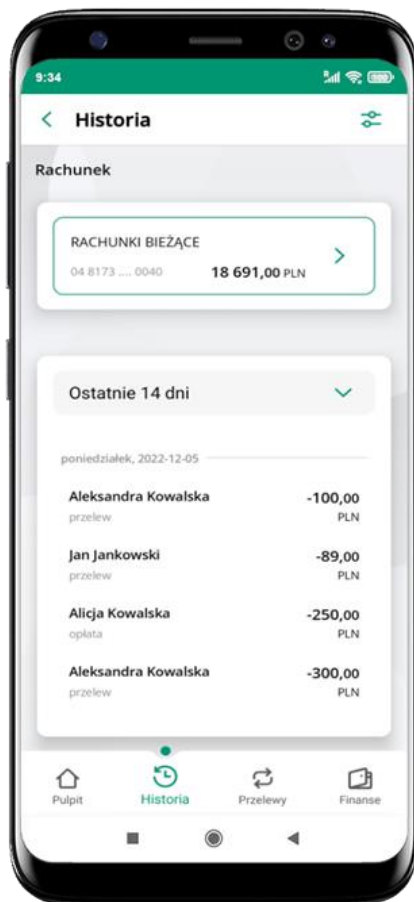 9:34
Historia
Rachunek
RACHUNKI BIEŻĄCE
04 8173 .... 0040 18 691,00 PLN
Ostatnie 14 dni
poniedziałek, 2022-12-05
Aleksandra Kowalska -100,00
przelew PLN
Jan Jankowski -89,00
przelew PLN
Alicja Kowalska -250,00
opłata PLN
Aleksandra Kowalska -300,00
przelew PLN
Pulpit Historia Przelewy Finanse